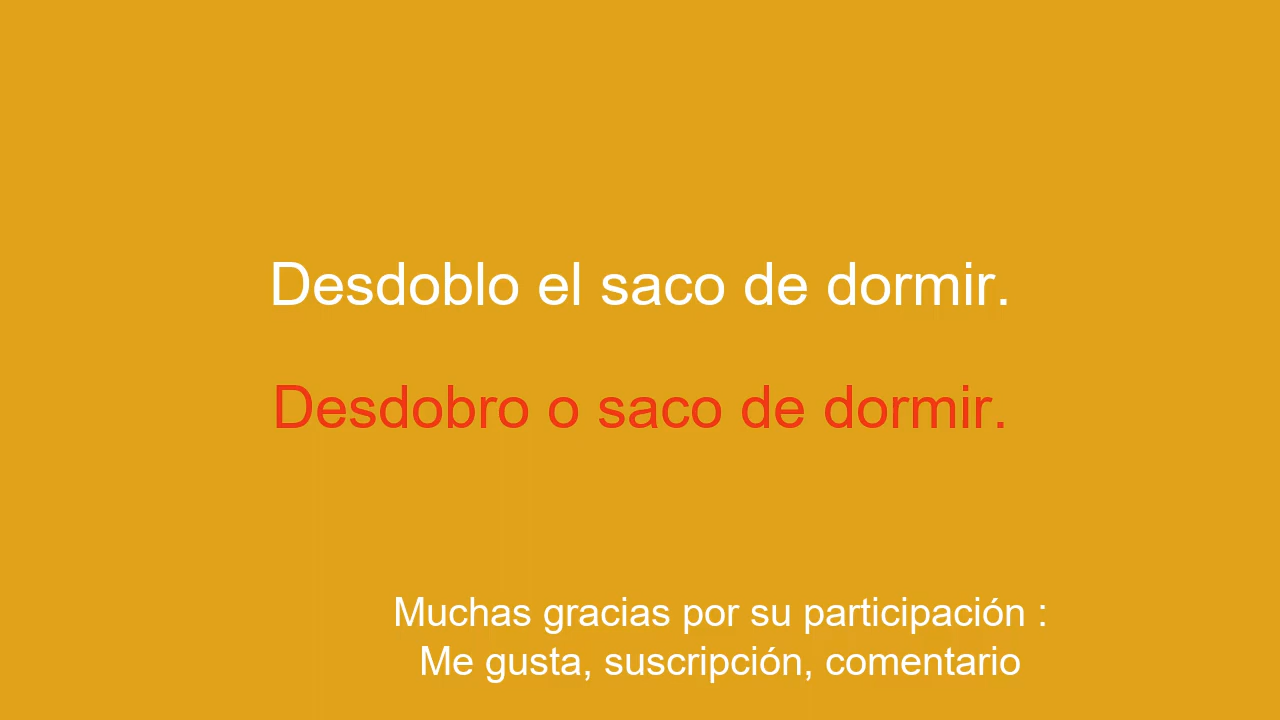 Desdoblo el saco de dormir.
Desdobro o saco de dormir.
Muchas gracias por su participación :
Me gusta, suscripción, comentario